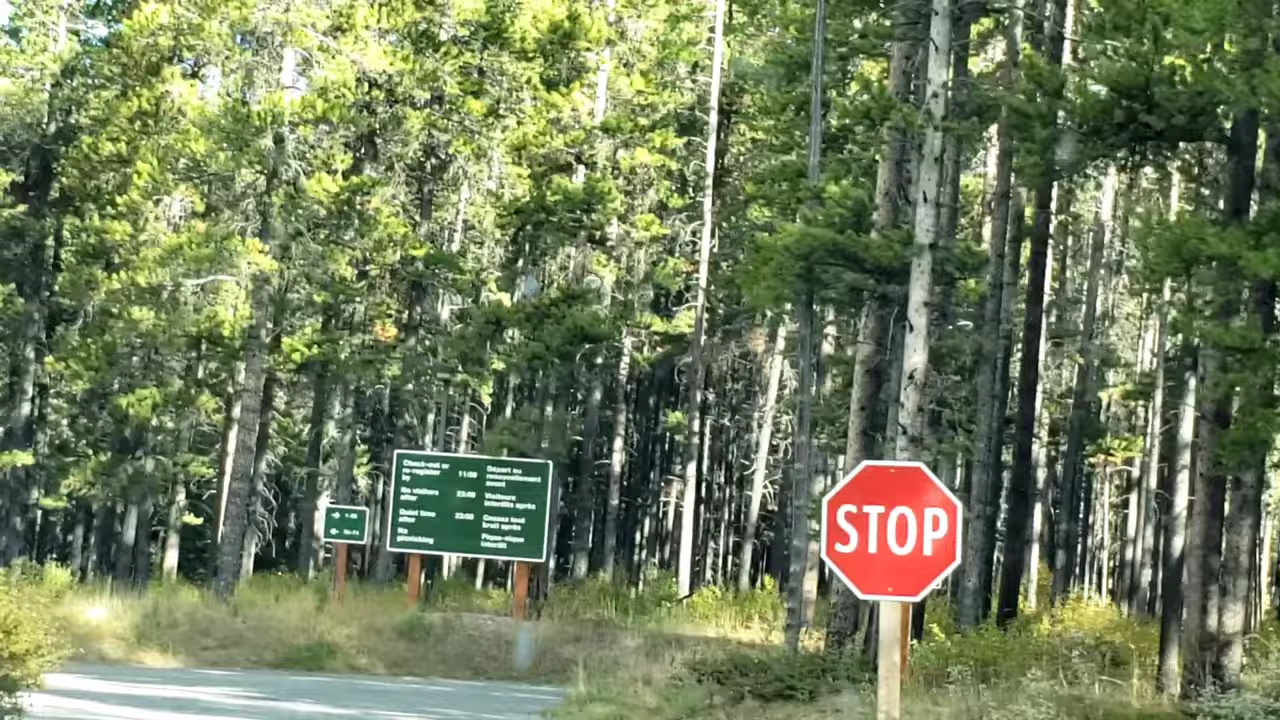 Check-out or
re-register
by
11:00
Départ ou
renouvellement
avant
No visitors
after
23:00
Visiteurs
interdits après
Quiet time
after
23:00
Cessez tout
bruit après
No
picnicking
Pique-nique
interdit
STOP